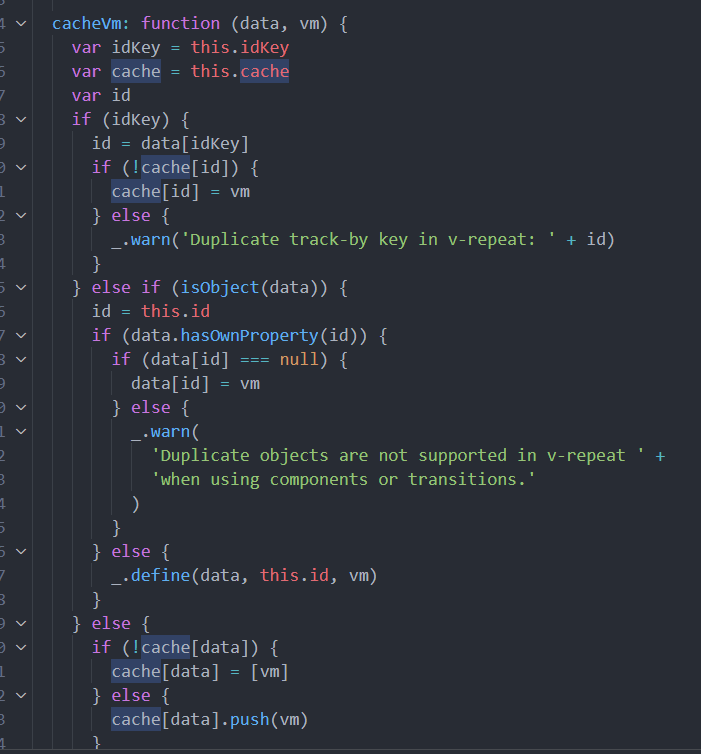 4 cacheVm: function (data, vm) {
5 var idKey = this.idKey
6 var cache = this.cache
7 var id
8 if (idKey) {
9 id = data[idKey]
0 if (!cache[id]) {
1 cache[id] = vm
2 } else {
3 _.warn('Duplicate track-by key in v-repeat: ' + id)
4 }
5 } else if (isObject(data)) {
6 id = this.id
7 if (data.hasOwnProperty(id)) {
8 if (data[id] === null) {
9 data[id] = vm
0 } else {
1 _.warn(
2 'Duplicate objects are not supported in v-repeat ' +
3 'when using components or transitions.'
4 )
5 }
6 } else {
7 _.define(data, this.id, vm)
8 }
9 } else {
0 if (!cache[data]) {
1 cache[data] = [vm]
2 } else {
3 cache[data].push(vm)
4 }